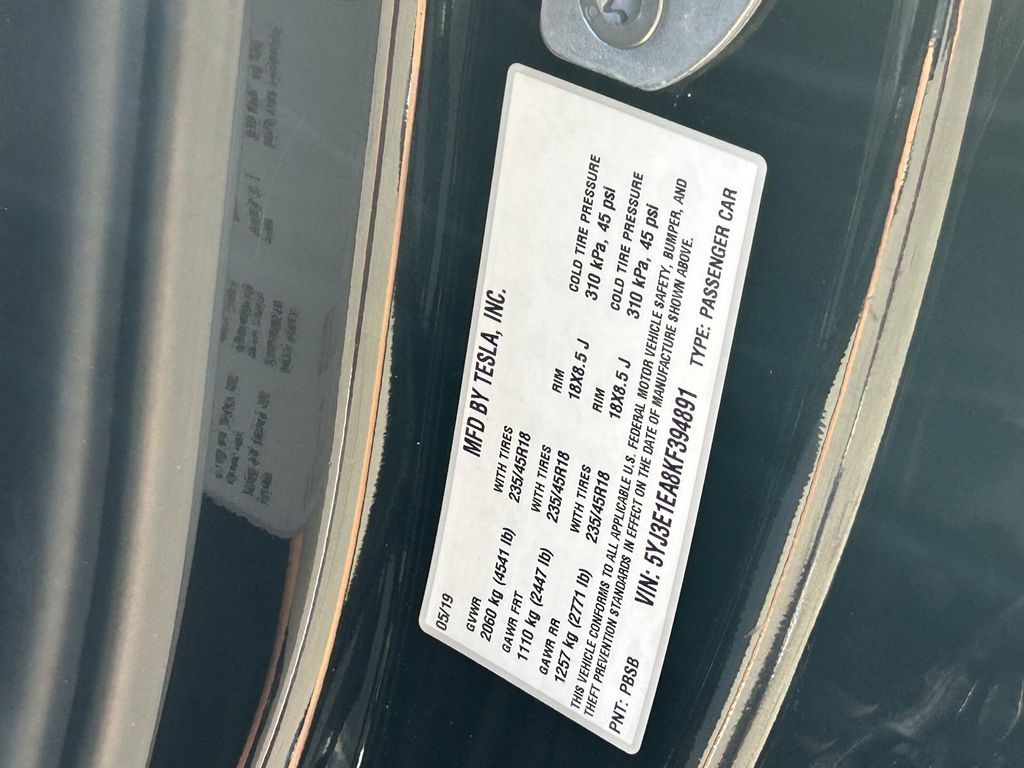 MFD BY TESLA, INC.
05/19
GVWR
2060 kg (4541 lb)
WITH TIRES
235/45R18
GAWR FRT
1110 kg (2447 lb)
WITH TIRES
235/45R18
RIM
18X8.5 J
COLD TIRE PRESSURE
310 kPa, 45 psi
GAWR RR
1257 kg (2771 lb)
WITH TIRES
235/45R18
RIM
18X8.5 J
COLD TIRE PRESSURE
310 kPa, 45 psi
THIS VEHICLE CONFORMS TO ALL APPLICABLE U.S. FEDERAL MOTOR VEHICLE SAFETY, BUMPER, AND
THEFT PREVENTION STANDARDS IN EFFECT ON THE DATE OF MANUFACTURE SHOWN ABOVE.
PNT: PBSB VIN: 5YJ3E1EA8KF394891 TYPE: PASSENGER CAR